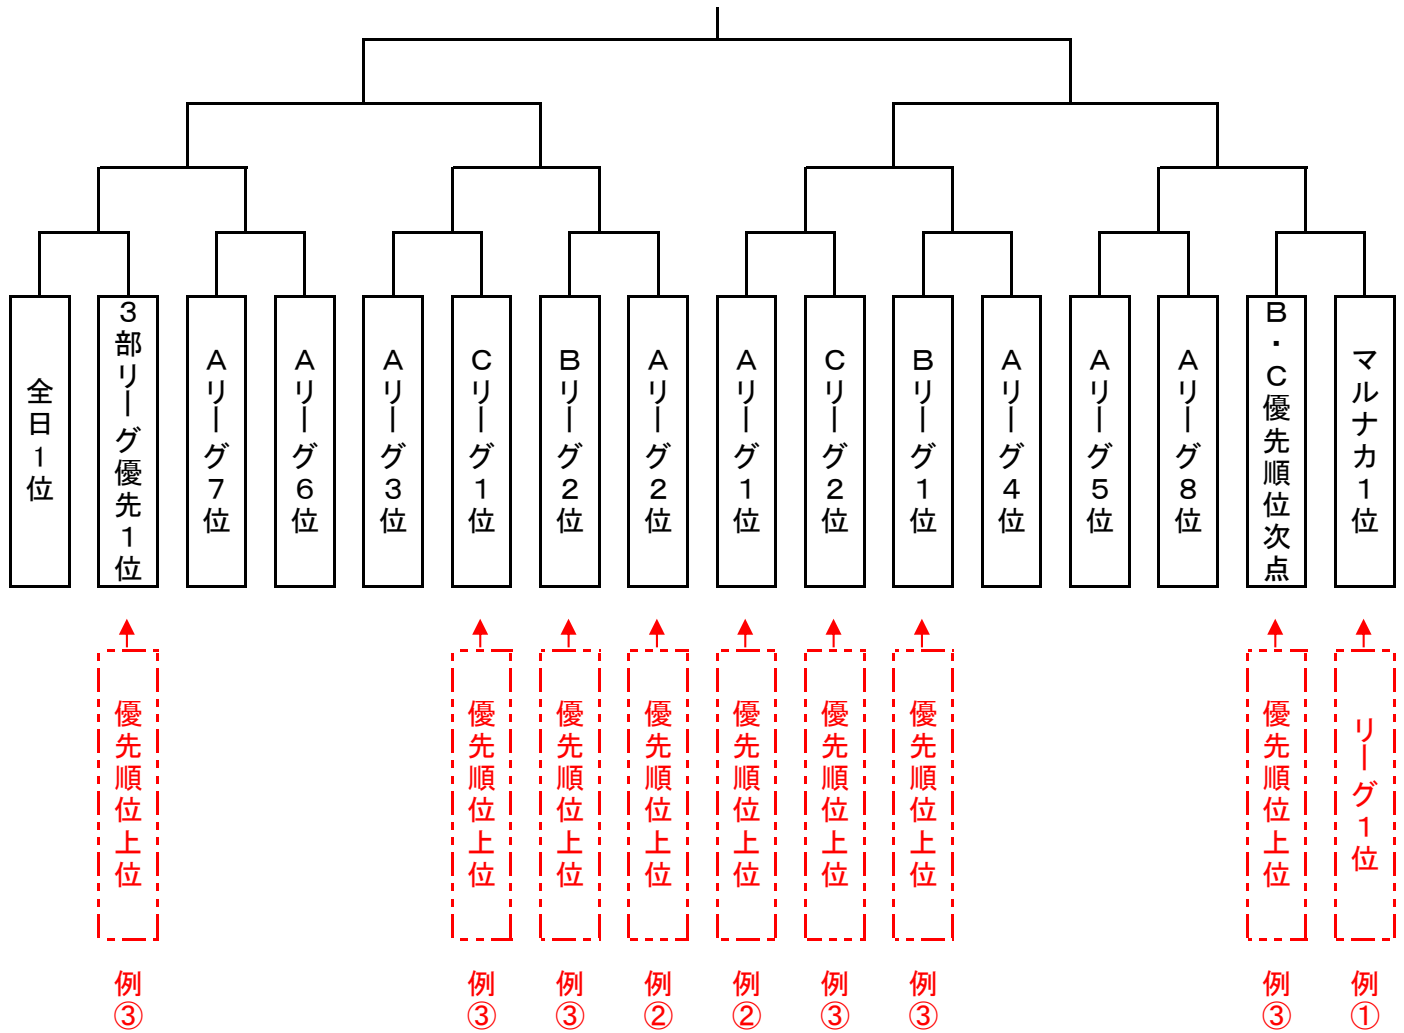 全日1位
3部リーグ優先1位
Aリーグ7位
Aリーグ6位
Aリーグ3位
Cリーグ1位
Bリーグ2位
Aリーグ2位
Aリーグ1位
Cリーグ2位
Bリーグ1位
Aリーグ4位
Aリーグ5位
Aリーグ8位
B・C優先順位次点
マルナカ1位
優先順位上位
優先順位上位
優先順位上位
優先順位上位
優先順位上位
優先順位上位
優先順位上位
優先順位上位
リーグ1位
例③
例③
例③
例②
例②
例③
例③
例③
例①